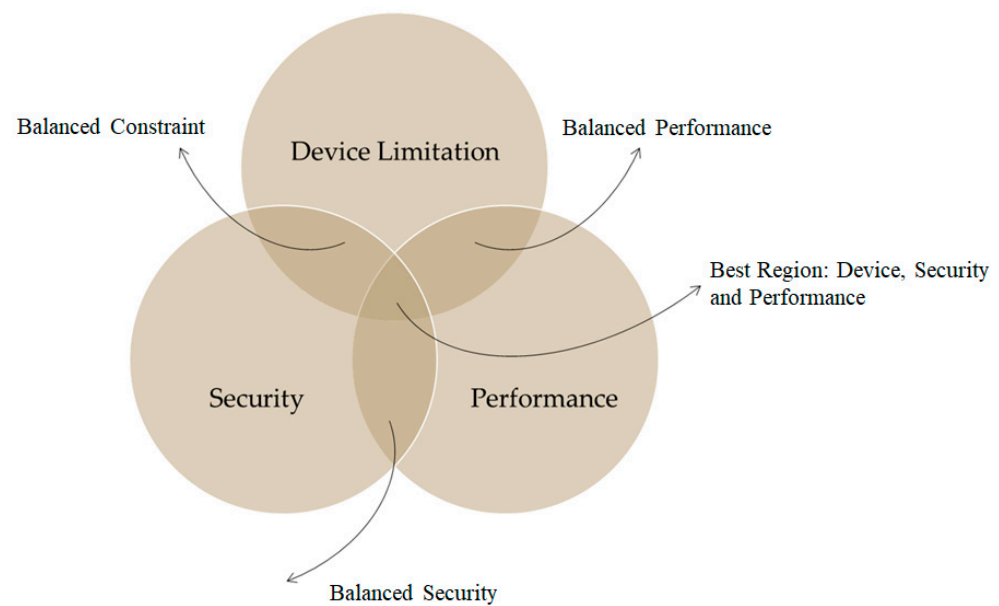 Balanced Constraint
Balanced Performance
Device Limitation
Best Region: Device, Security
and Performance
Security
Performance
Balanced Security